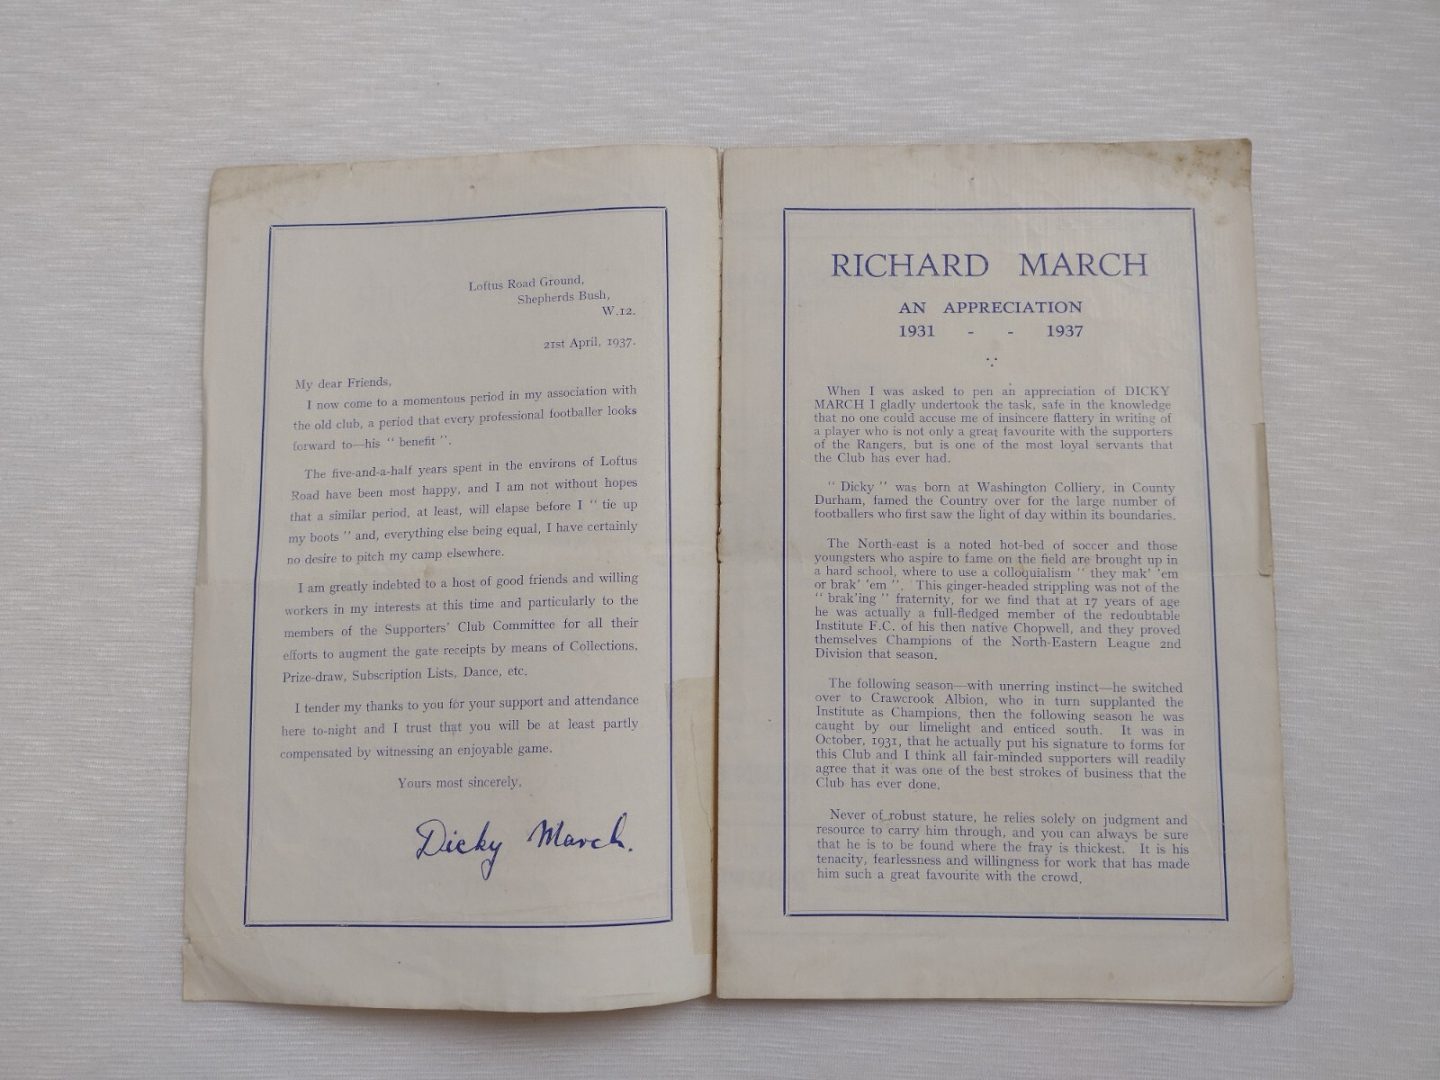 Loftus Road Ground,
Shepherds Bush,
W.12.
21st April, 1937.
My dear Friends,
I now come to a momentous period in my association with
the old club, a period that every professional footballer looks
forward to—his " benefit ".
The five-and-a-half years spent in the environs of Loftus
Road have been most happy, and I am not without hopes
that a similar period, at least, will elapse before I " tie up
my boots " and, everything else being equal, I have certainly
no desire to pitch my camp elsewhere.
I am greatly indebted to a host of good friends and willing
workers in my interests at this time and particularly to the
members of the Supporters' Club Committee for all their
efforts to augment the gate receipts by means of Collections,
Prize-draw, Subscription Lists, Dance, etc.
I tender my thanks to you for your support and attendance
here to-night and I trust that you will be at least partly
compensated by witnessing an enjoyable game.
Yours most sincerely,
Dicky March.
RICHARD MARCH
AN APPRECIATION
1931 - - 1937
When I was asked to pen an appreciation of DICKY
MARCH I gladly undertook the task, safe in the knowledge
that no one could accuse me of insincere flattery in writing of
a player who is not only a great favourite with the supporters
of the Rangers, but is one of the most loyal servants that
the Club has ever had.
" Dicky " was born at Washington Colliery, in County
Durham, famed the Country over for the large number of
footballers who first saw the light of day within its boundaries.
The North-east is a noted hot-bed of soccer and those
youngsters who aspire to fame on the field are brought up in
a hard school, where to use a colloquialism " they mak' 'em
or brak' 'em ". This ginger-headed strippling was not of the
" brak'ing " fraternity, for we find that at 17 years of age
he was actually a full-fledged member of the redoubtable
Institute F.C. of his then native Chopwell, and they proved
themselves Champions of the North-Eastern League 2nd
Division that season.
The following season—with unerring instinct—he switched
over to Crawcrook Albion, who in turn supplanted the
Institute as Champions, then the following season he was
caught by our limelight and enticed south. It was in
October, 1931, that he actually put his signature to forms for
this Club and I think all fair-minded supporters will readily
agree that it was one of the best strokes of business that the
Club has ever done.
Never of robust stature, he relies solely on judgment and
resource to carry him through, and you can always be sure
that he is to be found where the fray is thickest. It is his
tenacity, fearlessness and willingness for work that has made
him such a great favourite with the crowd.